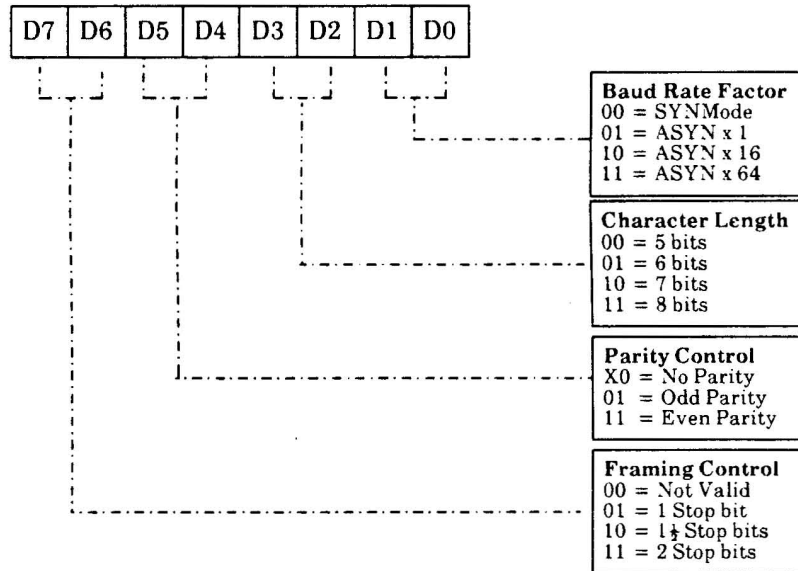 D7 D6 D5 D4 D3 D2 D1 D0
Baud Rate Factor
00 = SYNMode
01 = ASYN x 1
10 = ASYN x 16
11 = ASYN x 64
Character Length
00 = 5 bits
01 = 6 bits
10 = 7 bits
11 = 8 bits
Parity Control
X0 = No Parity
01 = Odd Parity
11 = Even Parity
Framing Control
00 = Not Valid
01 = 1 Stop bit
10 = 1½ Stop bits
11 = 2 Stop bits